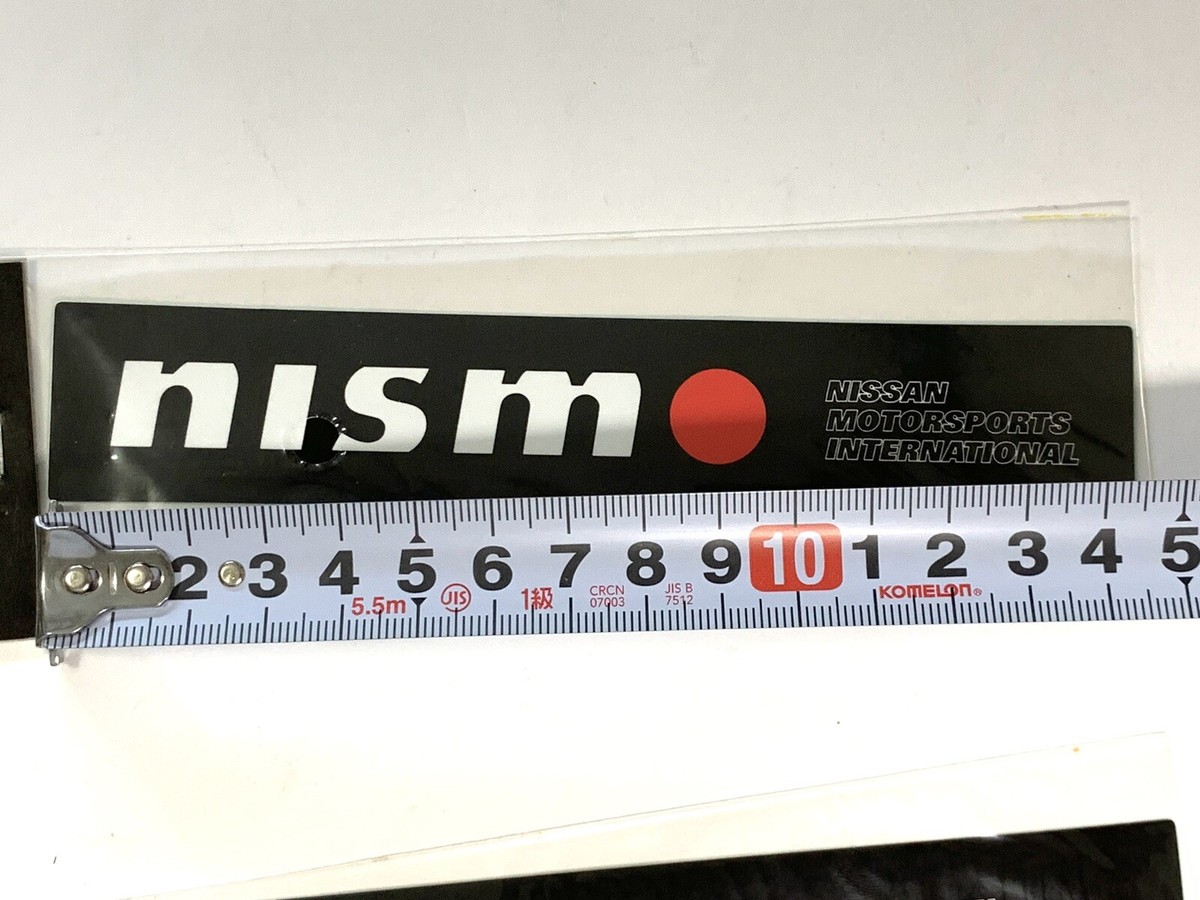 nism
NISSAN
MOTORSPORTS
INTERNATIONAL
2 3 4 5 6 7 8 9 10 1 2 3 4 5
5.5m JIS 1級 CRCN 07003 JIS B 7512 KOMELON®